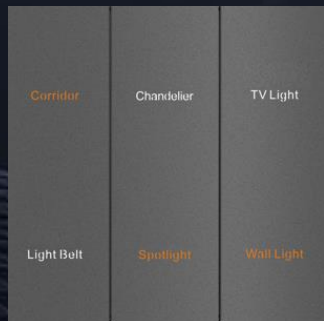 Corridor
Chandelier
TV Light
Light Belt
Spotlight
Wall Light